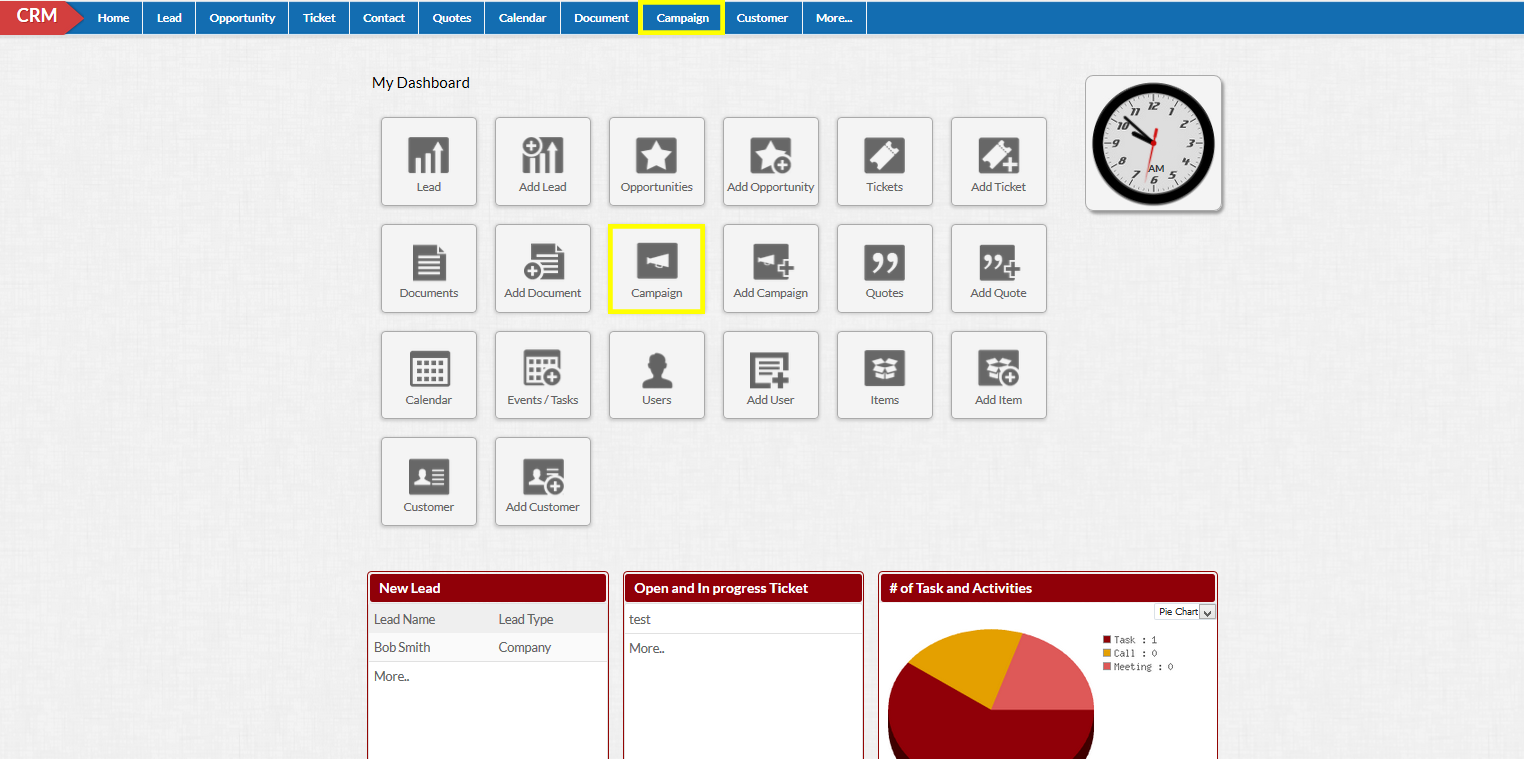 CRM Home Lead Opportunity Ticket Contact Quotes Calendar Document Campaign Customer More...
My Dashboard
12
1
2
3
4
5
6
7
8
9
10
11
AM
Lead Add Lead Opportunities Add Opportunity Tickets Add Ticket
Documents Add Document Campaign Add Campaign Quotes Add Quote
Calendar Events / Tasks Users Add User Items Add Item
Customer Add Customer
New Lead
Lead Name Lead Type
Bob Smith Company
More..
Open and In progress Ticket
test
More..
# of Task and Activities
Pie Chart
Task : 1
Call : 0
Meeting : 0